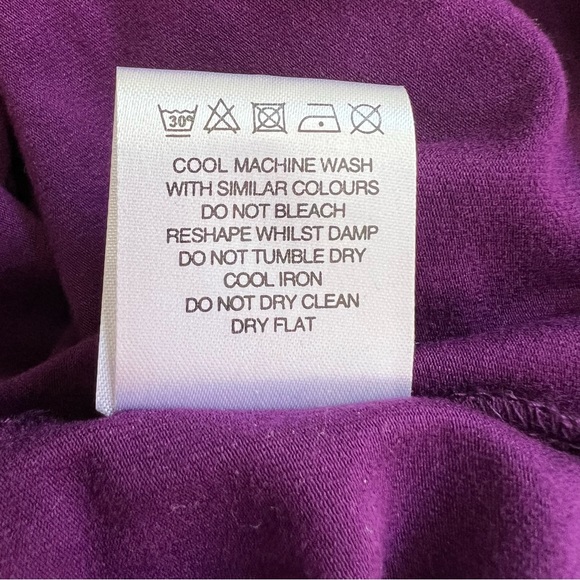 30°
COOL MACHINE WASH
WITH SIMILAR COLOURS
DO NOT BLEACH
RESHAPE WHILST DAMP
DO NOT TUMBLE DRY
COOL IRON
DO NOT DRY CLEAN
DRY FLAT